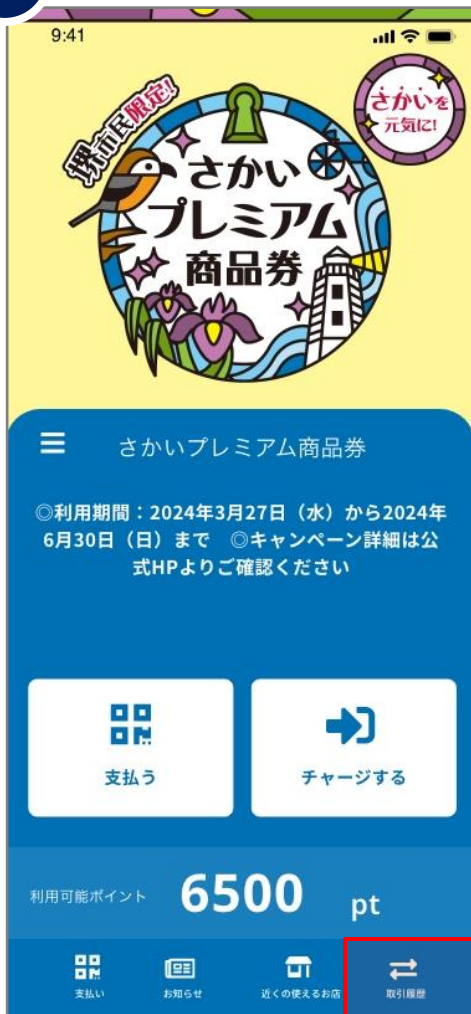 9:41
堺市民限定!
さかいを
元気に!
さかい
プレミアム
商品券
さかいプレミアム商品券
◎利用期間：2024年3月27日（水）から2024年
6月30日（日）まで　◎キャンペーン詳細は公
式HPよりご確認ください
支払う
チャージする
利用可能ポイント 6500 pt
支払い
お知らせ
近くの使えるお店
取引履歴